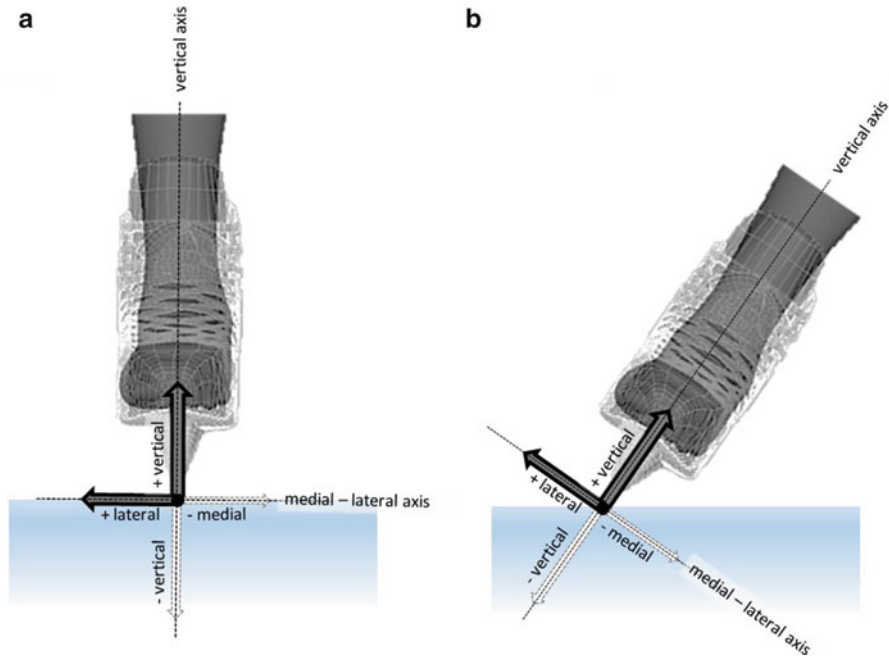 a
vertical axis
+ vertical
+ lateral
- medial
medial – lateral axis
- vertical
b
vertical axis
+ vertical
+ lateral
- medial
- vertical
medial – lateral axis